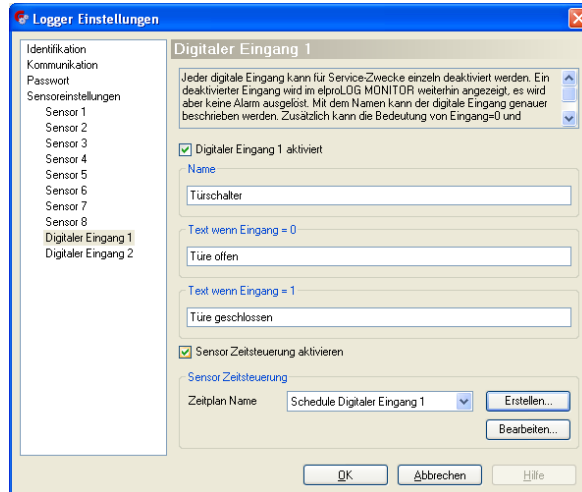 Logger Einstellungen
Identifikation
Kommunikation
Passwort
Sensoreinstellungen
Sensor 1
Sensor 2
Sensor 3
Sensor 4
Sensor 5
Sensor 6
Sensor 7
Sensor 8
Digitaler Eingang 1
Digitaler Eingang 2
Digitaler Eingang 1
Jeder digitale Eingang kann für Service-Zwecke einzeln deaktiviert werden. Ein
deaktivierter Eingang wird im elproLOG MONITOR weiterhin angezeigt, es wird
aber keine Alarm ausgelöst. Mit dem Namen kann der digitale Eingang genauer
beschrieben werden. Zusätzlich kann die Bedeutung von Eingang=0 und
Digitaler Eingang 1 aktiviert
Name
Türschalter
Text wenn Eingang = 0
Türe offen
Text wenn Eingang = 1
Türe geschlossen
Sensor Zeitsteuerung aktivieren
Sensor Zeitsteuerung
Zeitplan Name
Schedule Digitaler Eingang 1
Erstellen...
Bearbeiten...
OK
Abbrechen
Hilfe